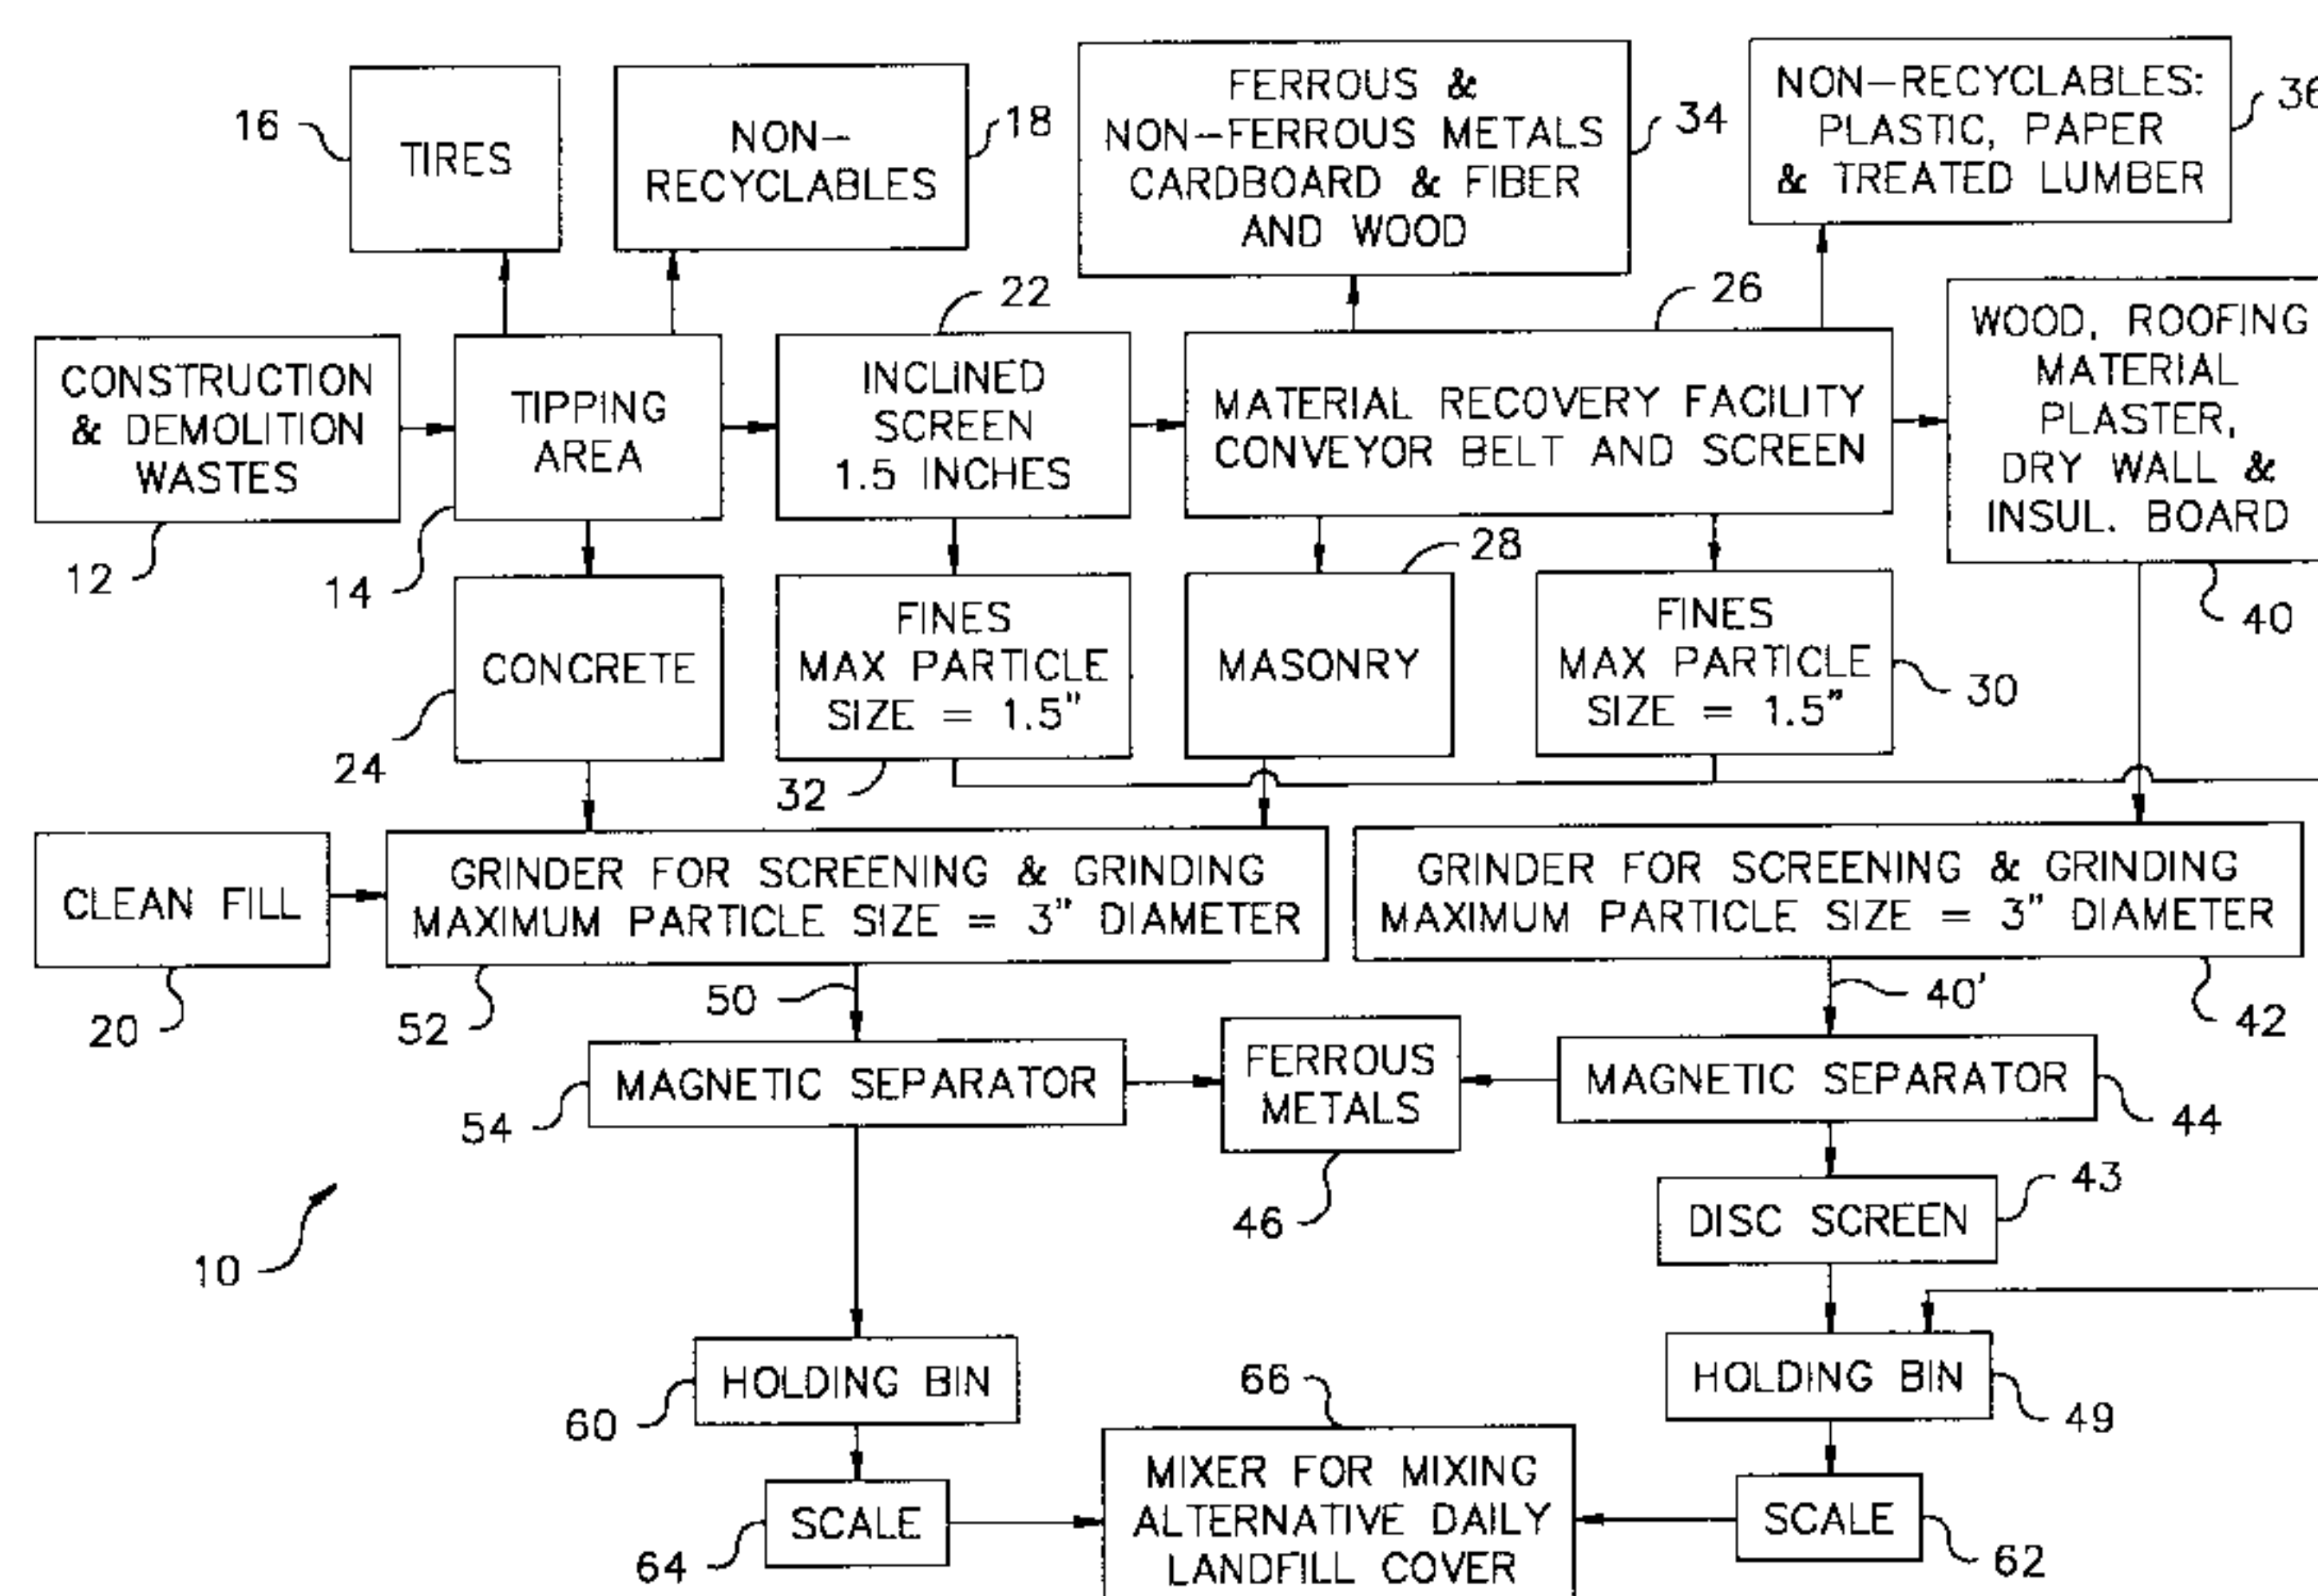 16
TIRES
NON-
RECYCLABLES
18
FERROUS &
NON-FERROUS METALS
CARDBOARD & FIBER
AND WOOD
34
NON-RECYCLABLES:
PLASTIC, PAPER
& TREATED LUMBER
36
CONSTRUCTION
& DEMOLITION
WASTES
12
TIPPING
AREA
14
22
INCLINED
SCREEN
1.5 INCHES
26
MATERIAL RECOVERY FACILITY
CONVEYOR BELT AND SCREEN
WOOD, ROOFING
MATERIAL
PLASTER,
DRY WALL &
INSUL. BOARD
40
CONCRETE
24
FINES
MAX PARTICLE
SIZE = 1.5"
32
28
MASONRY
FINES
MAX PARTICLE
SIZE = 1.5"
30
CLEAN FILL
20
GRINDER FOR SCREENING & GRINDING
MAXIMUM PARTICLE SIZE = 3" DIAMETER
52
50
GRINDER FOR SCREENING & GRINDING
MAXIMUM PARTICLE SIZE = 3" DIAMETER
40'
42
MAGNETIC SEPARATOR
54
FERROUS
METALS
46
MAGNETIC SEPARATOR
44
10
DISC SCREEN
43
HOLDING BIN
60
HOLDING BIN
49
SCALE
64
66
MIXER FOR MIXING
ALTERNATIVE DAILY
LANDFILL COVER
SCALE
62